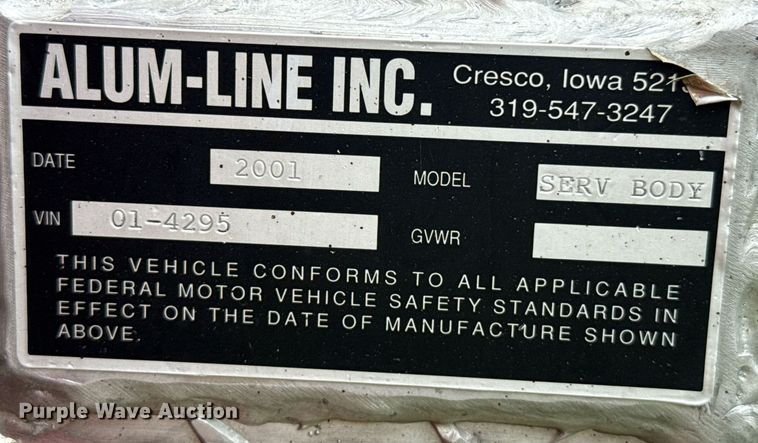 ALUM-LINE INC.
Cresco, Iowa
319-547-3247
DATE 2001
MODEL SERV BODY
VIN 01-4295
GVWR
THIS VEHICLE CONFORMS TO ALL APPLICABLE
FEDERAL MOTOR VEHICLE SAFETY STANDARDS IN
EFFECT ON THE DATE OF MANUFACTURE SHOWN
ABOVE.
Purple Wave Auction